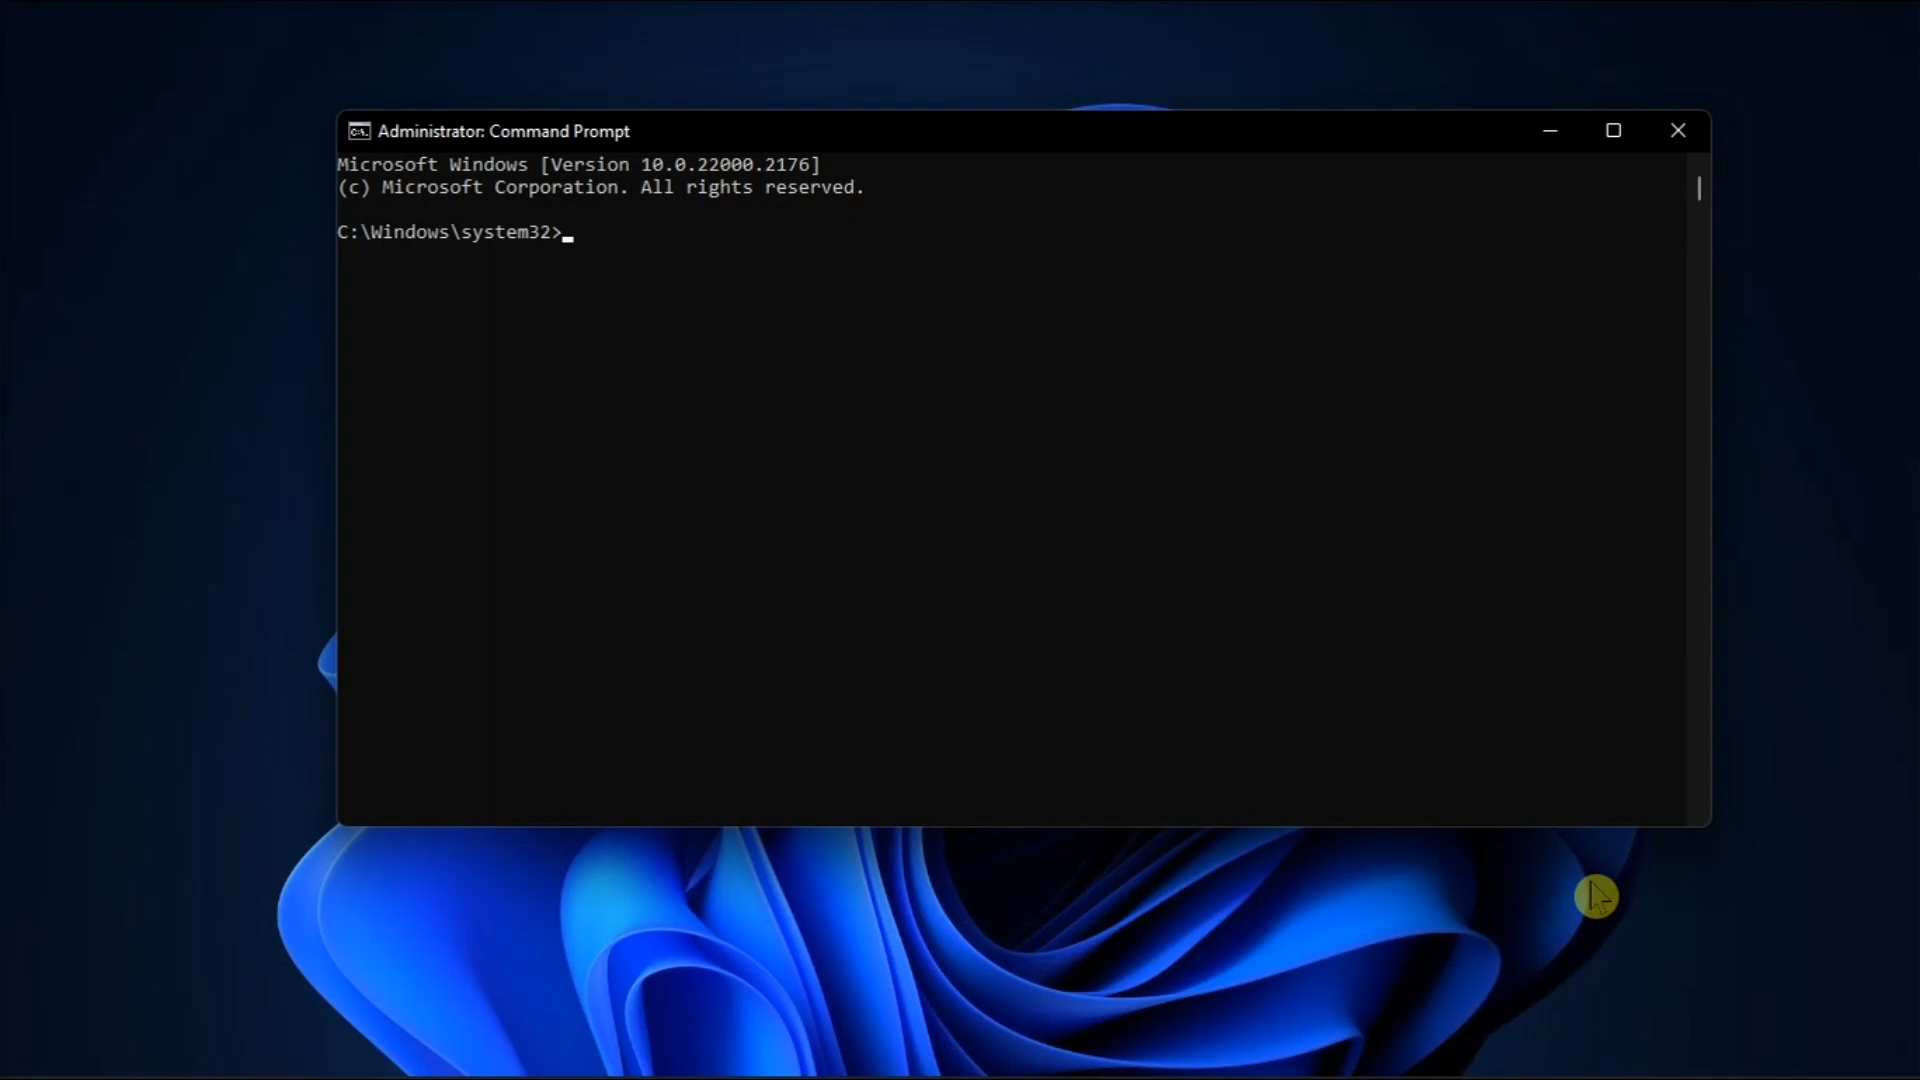 Administrator: Command Prompt
Microsoft Windows [Version 10.0.22000.2176]
(c) Microsoft Corporation. All rights reserved.
C:\Windows\system32>